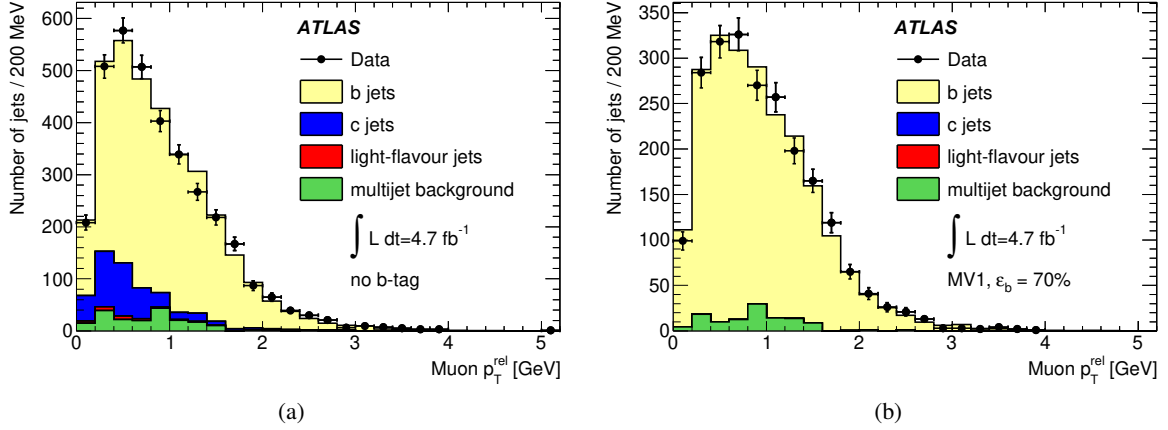 Number of jets / 200 MeV
600
500
400
300
200
100
0
0 1 2 3 4 5
Muon p_T^rel [GeV]
ATLAS
Data
b jets
c jets
light-flavour jets
multijet background
∫ L dt=4.7 fb⁻¹
no b-tag
(a)
Number of jets / 200 MeV
350
300
250
200
150
100
50
0
0 1 2 3 4 5
Muon p_T^rel [GeV]
ATLAS
Data
b jets
c jets
light-flavour jets
multijet background
∫ L dt=4.7 fb⁻¹
MV1, ε_b = 70%
(b)